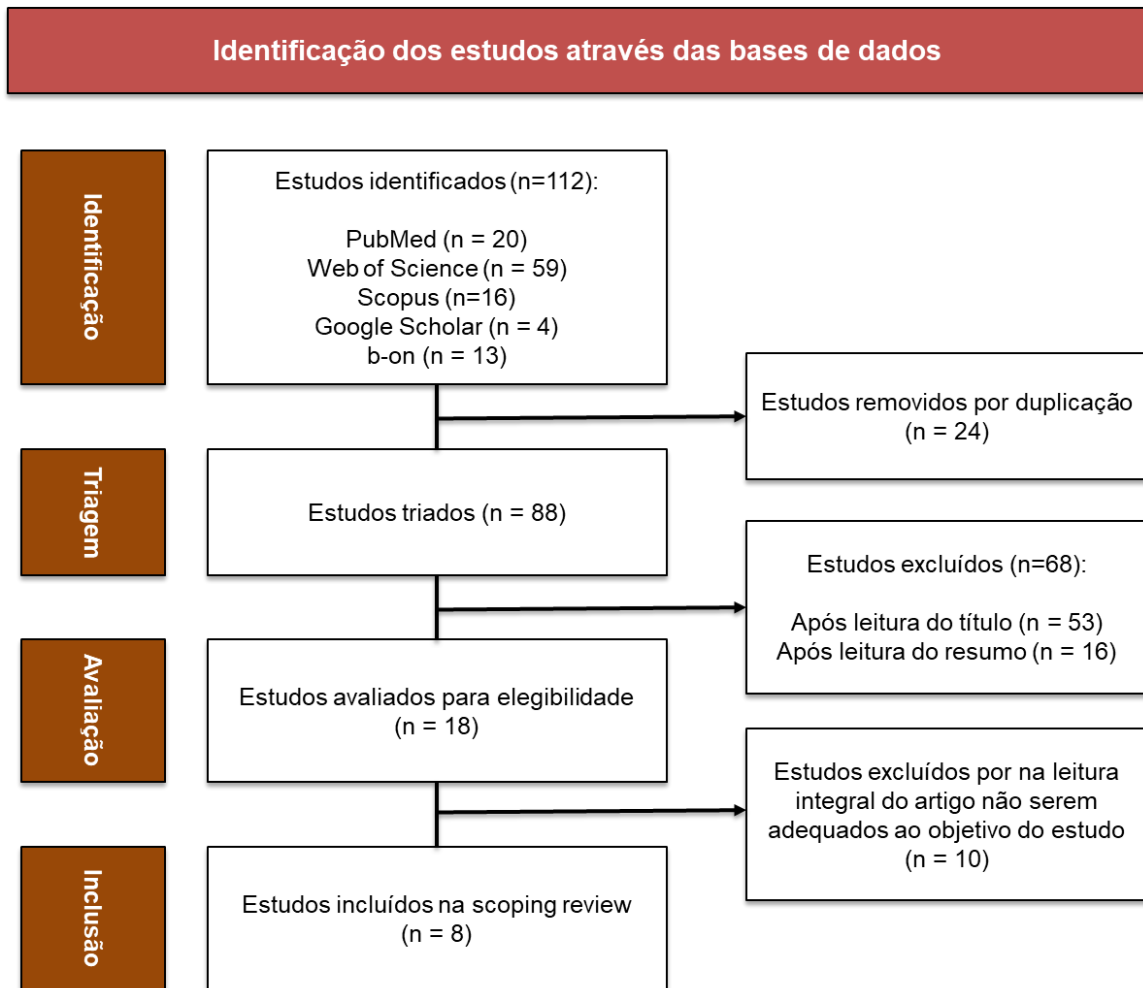 Identificação dos estudos através das bases de dados
Identificação
Estudos identificados (n=112):
PubMed (n = 20)
Web of Science (n = 59)
Scopus (n=16)
Google Scholar (n = 4)
b-on (n = 13)
Estudos removidos por duplicação
(n = 24)
Triagem
Estudos triados (n = 88)
Estudos excluídos (n=68):
Após leitura do título (n = 53)
Após leitura do resumo (n = 16)
Avaliação
Estudos avaliados para elegibilidade
(n = 18)
Estudos excluídos por na leitura
integral do artigo não serem
adequados ao objetivo do estudo
(n = 10)
Inclusão
Estudos incluídos na scoping review
(n = 8)